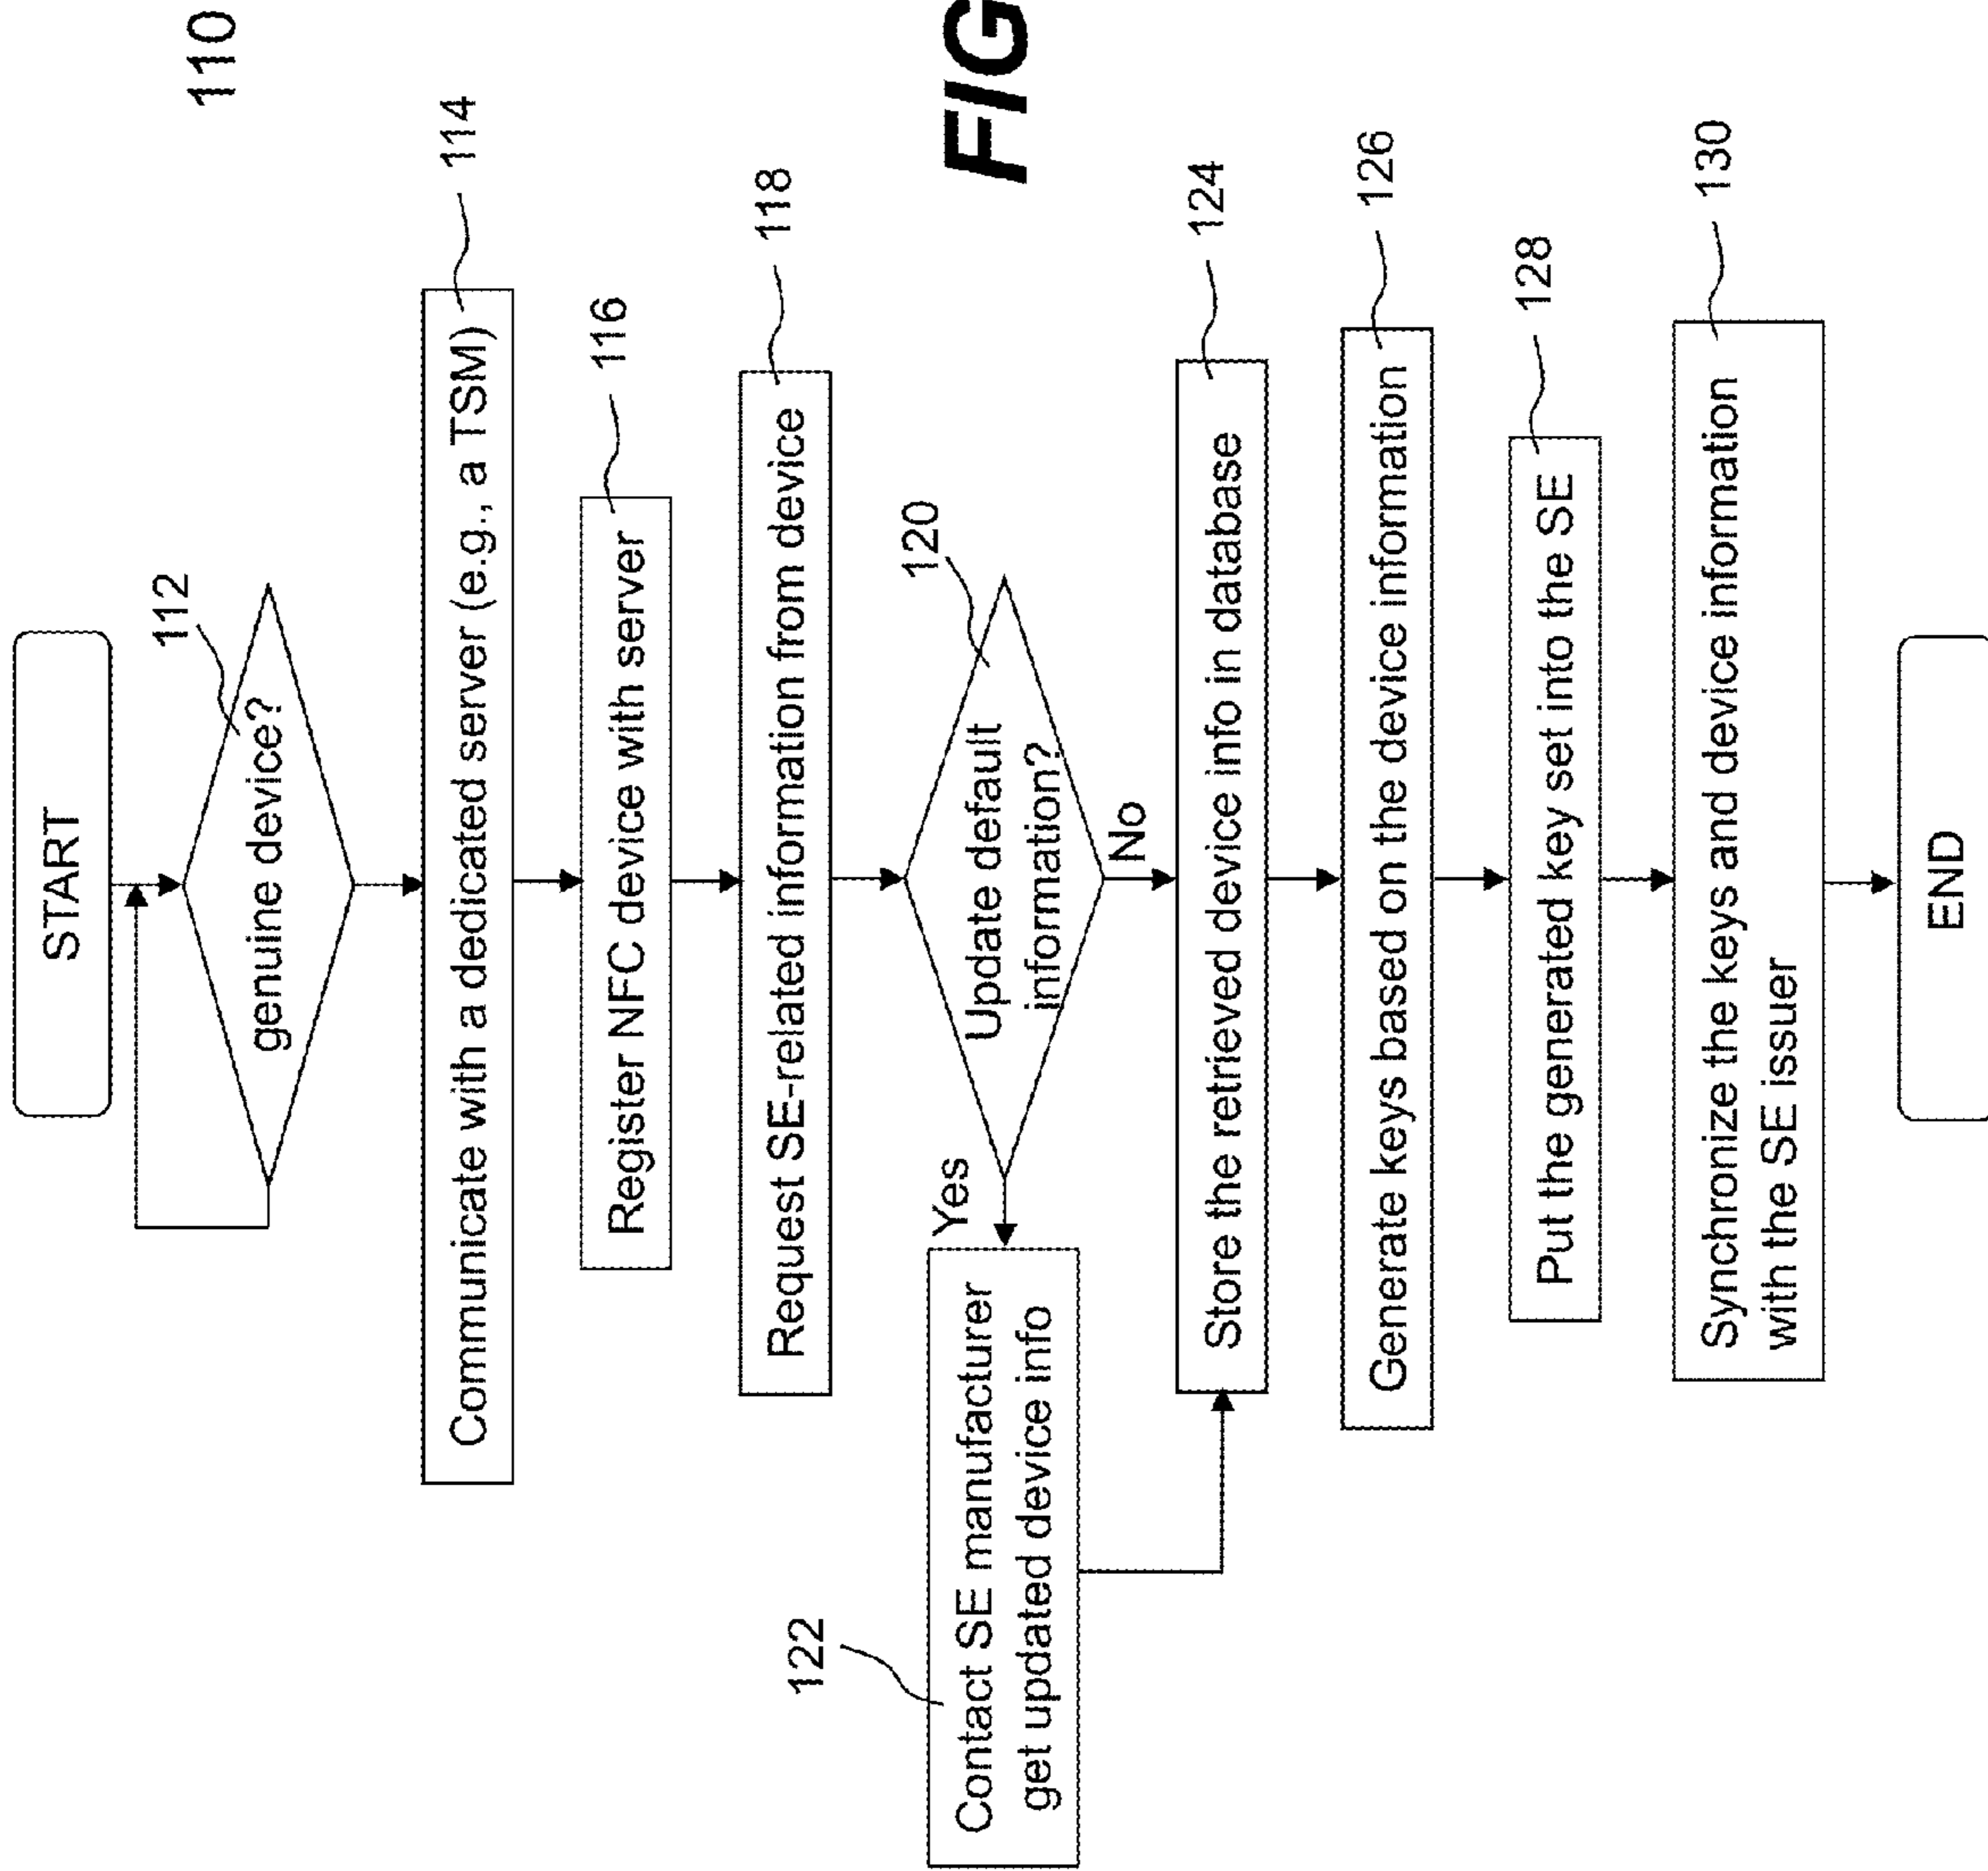 110
START
112
genuine device?
114
Communicate with a dedicated server (e.g., a TSM)
116
Register NFC device with server
118
Request SE-related information from device
120
Update default
information?
Yes
No
122
Contact SE manufacturer
get updated device info
124
Store the retrieved device info in database
126
Generate keys based on the device information
128
Put the generated key set into the SE
130
Synchronize the keys and device information
with the SE issuer
END
FIG